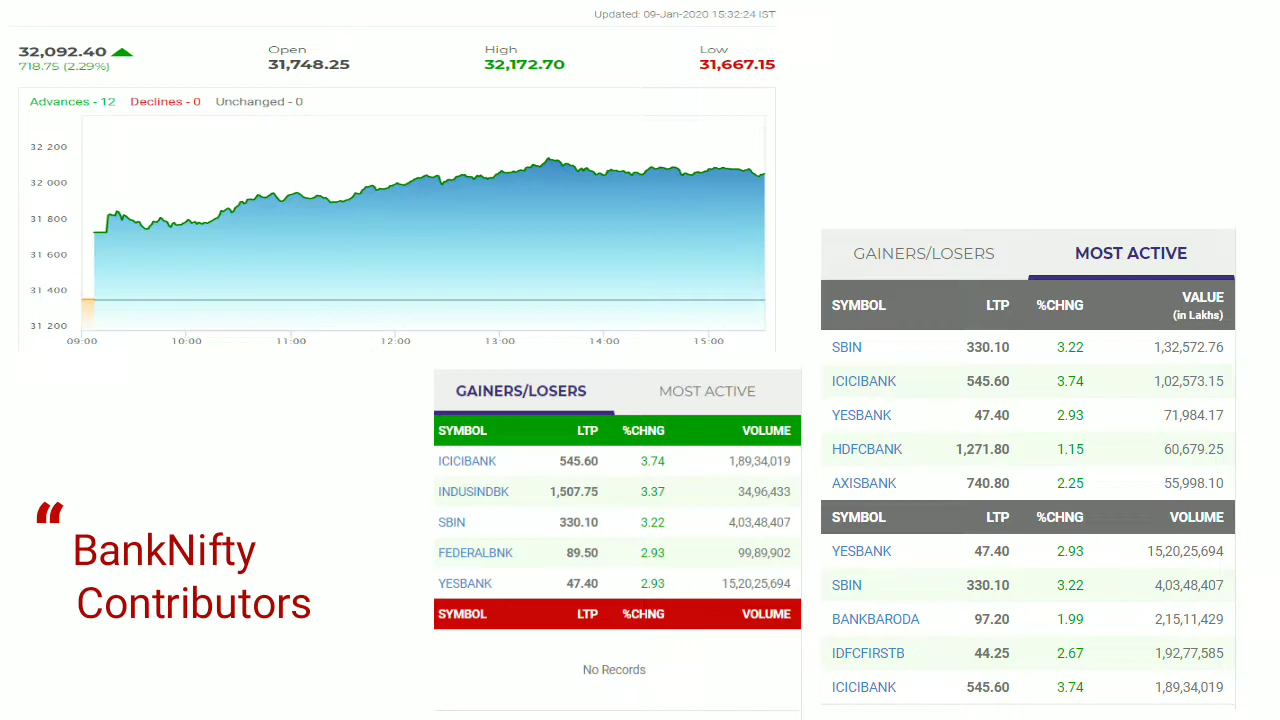 Updated: 09-Jan-2020 15:32:24 IST
32,092.40
718.75 (2.29%)
Open
31,748.25
High
32,172.70
Low
31,667.15
Advances - 12 Declines - 0 Unchanged - 0
32 200
32 000
31 800
31 600
31 400
31 200
09:00 10:00 11:00 12:00 13:00 14:00 15:00
GAINERS/LOSERS MOST ACTIVE
SYMBOL LTP %CHNG VOLUME
ICICIBANK 545.60 3.74 1,89,34,019
INDUSINDBK 1,507.75 3.37 34,96,433
SBIN 330.10 3.22 4,03,48,407
FEDERALBNK 89.50 2.93 99,89,902
YESBANK 47.40 2.93 15,20,25,694
SYMBOL LTP %CHNG VOLUME
No Records
GAINERS/LOSERS MOST ACTIVE
SYMBOL LTP %CHNG VALUE
(in Lakhs)
SBIN 330.10 3.22 1,32,572.76
ICICIBANK 545.60 3.74 1,02,573.15
YESBANK 47.40 2.93 71,984.17
HDFCBANK 1,271.80 1.15 60,679.25
AXISBANK 740.80 2.25 55,998.10
SYMBOL LTP %CHNG VOLUME
YESBANK 47.40 2.93 15,20,25,694
SBIN 330.10 3.22 4,03,48,407
BANKBARODA 97.20 1.99 2,15,11,429
IDFCFIRSTB 44.25 2.67 1,92,77,585
ICICIBANK 545.60 3.74 1,89,34,019
“
BankNifty
Contributors